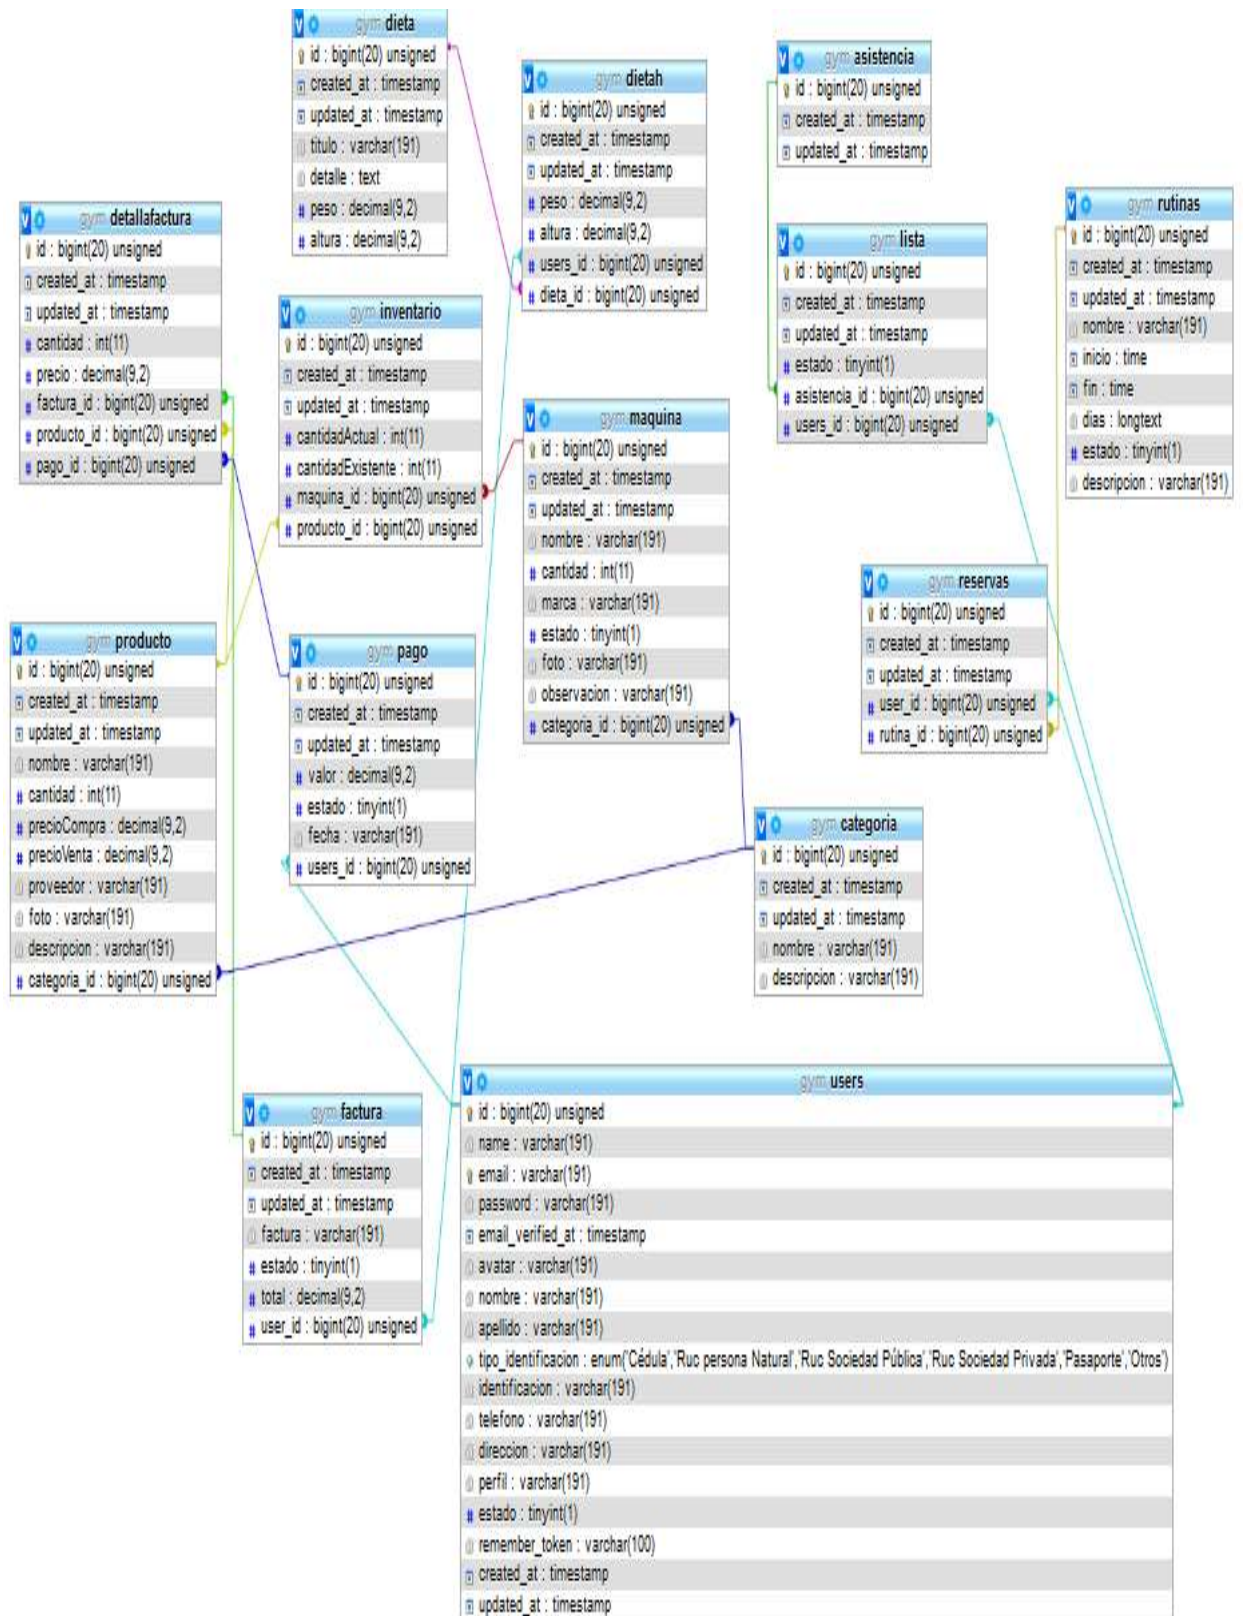 gym dieta
id : bigint(20) unsigned
created_at : timestamp
updated_at : timestamp
titulo : varchar(191)
detalle : text
peso : decimal(9,2)
altura : decimal(9,2)
gym dietah
id : bigint(20) unsigned
created_at : timestamp
updated_at : timestamp
peso : decimal(9,2)
altura : decimal(9,2)
users_id : bigint(20) unsigned
dieta_id : bigint(20) unsigned
gym asistencia
id : bigint(20) unsigned
created_at : timestamp
updated_at : timestamp
gym detallafactura
id : bigint(20) unsigned
created_at : timestamp
updated_at : timestamp
cantidad : int(11)
precio : decimal(9,2)
factura_id : bigint(20) unsigned
producto_id : bigint(20) unsigned
pago_id : bigint(20) unsigned
gym inventario
id : bigint(20) unsigned
created_at : timestamp
updated_at : timestamp
cantidadActual : int(11)
cantidadExistente : int(11)
maquina_id : bigint(20) unsigned
producto_id : bigint(20) unsigned
gym lista
id : bigint(20) unsigned
created_at : timestamp
updated_at : timestamp
estado : tinyint(1)
asistencia_id : bigint(20) unsigned
users_id : bigint(20) unsigned
gym rutinas
id : bigint(20) unsigned
created_at : timestamp
updated_at : timestamp
nombre : varchar(191)
inicio : time
fin : time
dias : longtext
estado : tinyint(1)
descripcion : varchar(191)
gym maquina
id : bigint(20) unsigned
created_at : timestamp
updated_at : timestamp
nombre : varchar(191)
cantidad : int(11)
marca : varchar(191)
estado : tinyint(1)
foto : varchar(191)
observacion : varchar(191)
categoria_id : bigint(20) unsigned
gym reservas
id : bigint(20) unsigned
created_at : timestamp
updated_at : timestamp
user_id : bigint(20) unsigned
rutina_id : bigint(20) unsigned
gym producto
id : bigint(20) unsigned
created_at : timestamp
updated_at : timestamp
nombre : varchar(191)
cantidad : int(11)
precioCompra : decimal(9,2)
precioVenta : decimal(9,2)
proveedor : varchar(191)
foto : varchar(191)
descripcion : varchar(191)
categoria_id : bigint(20) unsigned
gym pago
id : bigint(20) unsigned
created_at : timestamp
updated_at : timestamp
valor : decimal(9,2)
estado : tinyint(1)
fecha : varchar(191)
users_id : bigint(20) unsigned
gym categoria
id : bigint(20) unsigned
created_at : timestamp
updated_at : timestamp
nombre : varchar(191)
descripcion : varchar(191)
gym factura
id : bigint(20) unsigned
created_at : timestamp
updated_at : timestamp
factura : varchar(191)
estado : tinyint(1)
total : decimal(9,2)
user_id : bigint(20) unsigned
gym users
id : bigint(20) unsigned
name : varchar(191)
email : varchar(191)
password : varchar(191)
email_verified_at : timestamp
avatar : varchar(191)
nombre : varchar(191)
apellido : varchar(191)
tipo_identificacion : enum('Cédula','Ruc persona Natural','Ruc Sociedad Pública','Ruc Sociedad Privada','Pasaporte','Otros')
identificacion : varchar(191)
telefono : varchar(191)
direccion : varchar(191)
perfil : varchar(191)
estado : tinyint(1)
remember_token : varchar(100)
created_at : timestamp
updated_at : timestamp